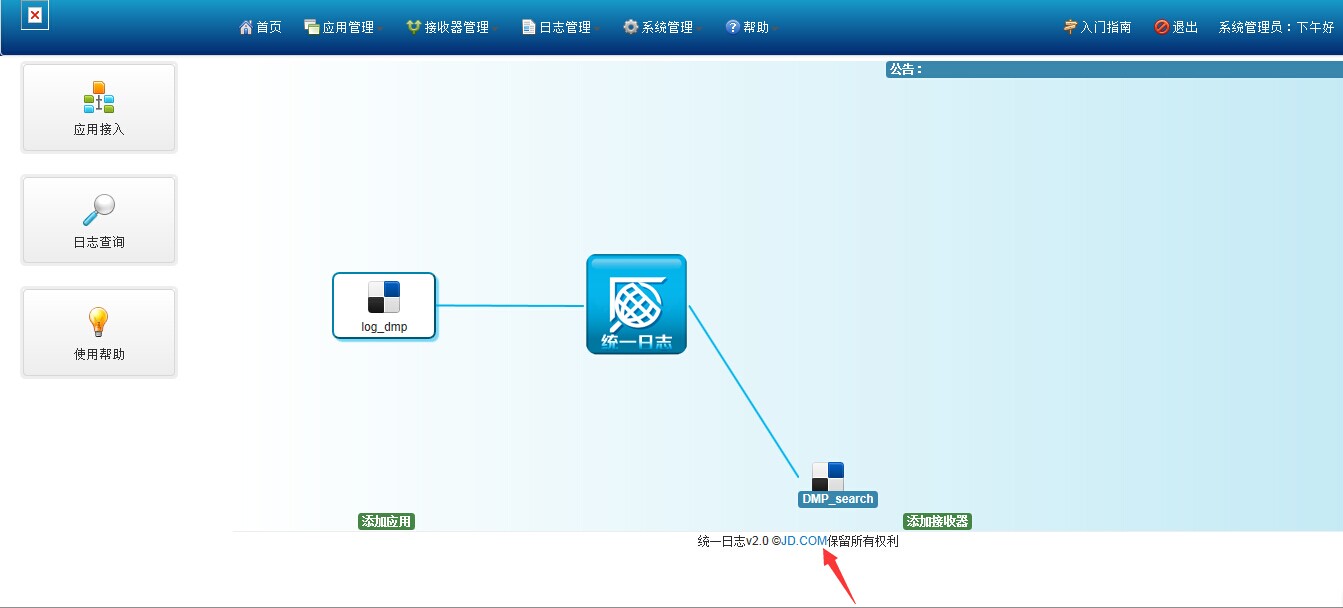 首页 应用管理 接收器管理 日志管理 系统管理 帮助 入门指南 退出 系统管理员：下午好
公告：
应用接入
日志查询
使用帮助
log_dmp
统一日志
DMP_search
添加应用 添加接收器
统一日志v2.0 ©JD.COM保留所有权利